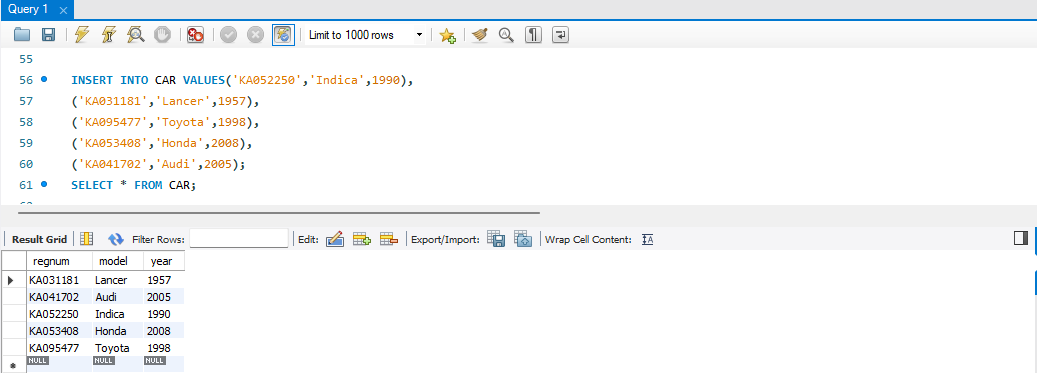 Query 1
Limit to 1000 rows
55
56 INSERT INTO CAR VALUES('KA052250','Indica',1990),
57 ('KA031181','Lancer',1957),
58 ('KA095477','Toyota',1998),
59 ('KA053408','Honda',2008),
60 ('KA041702','Audi',2005);
61 SELECT * FROM CAR;
Result Grid Filter Rows: Edit: Export/Import: Wrap Cell Content:
regnum model year
KA031181 Lancer 1957
KA041702 Audi 2005
KA052250 Indica 1990
KA053408 Honda 2008
KA095477 Toyota 1998
NULL NULL NULL